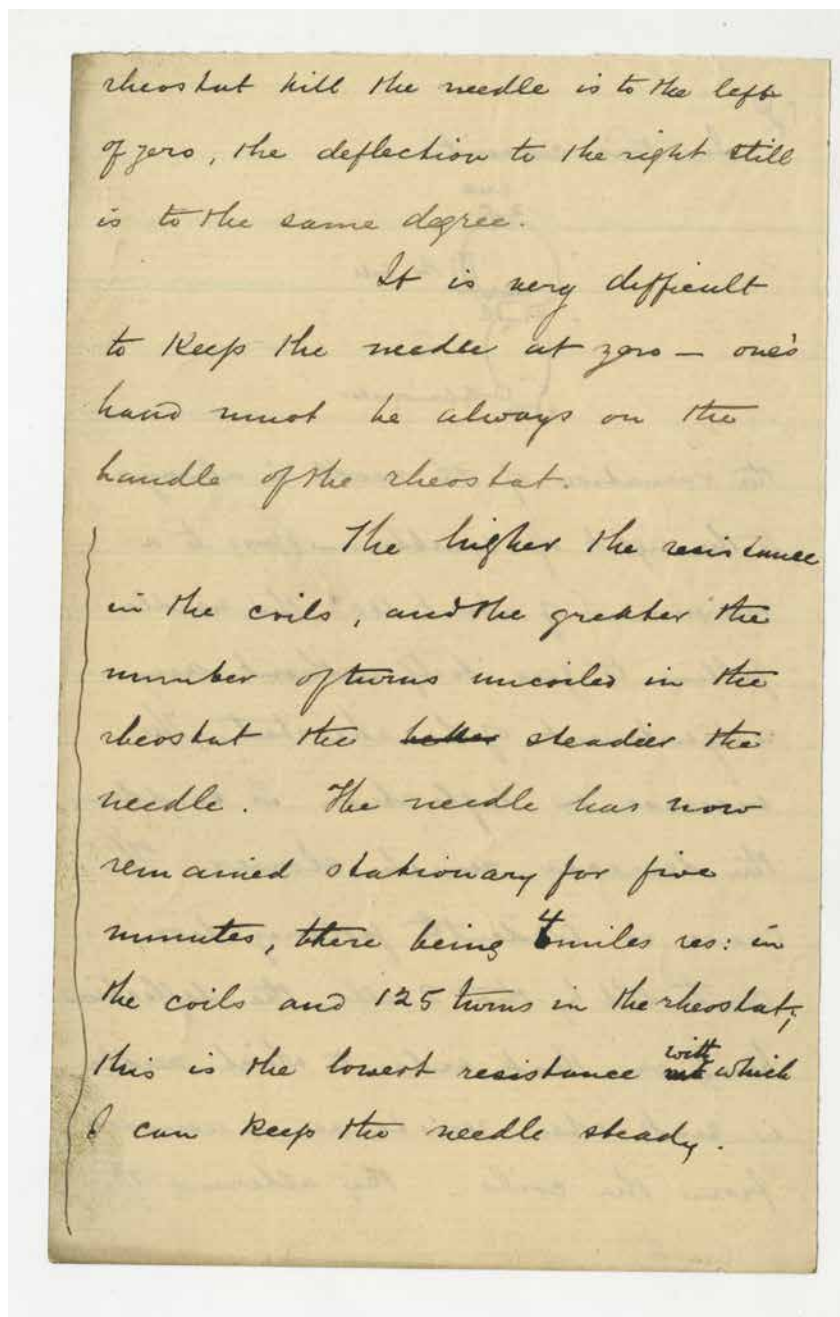 rheostat till the needle is to the left
of zero, the deflection to the right still
is to the same degree.
It is very difficult
to keep the needle at zero — one's
hand must be always on the
handle of the rheostat.
The higher the resistance
in the coils, and the greater the
number of turns uncoiled in the
rheostat the better steadier the
needle. The needle has now
remained stationary for five
minutes, there being 4 miles res: in
the coils and 125 turns in the rheostat;
this is the lowest resistance with which
I can keep the needle steady.